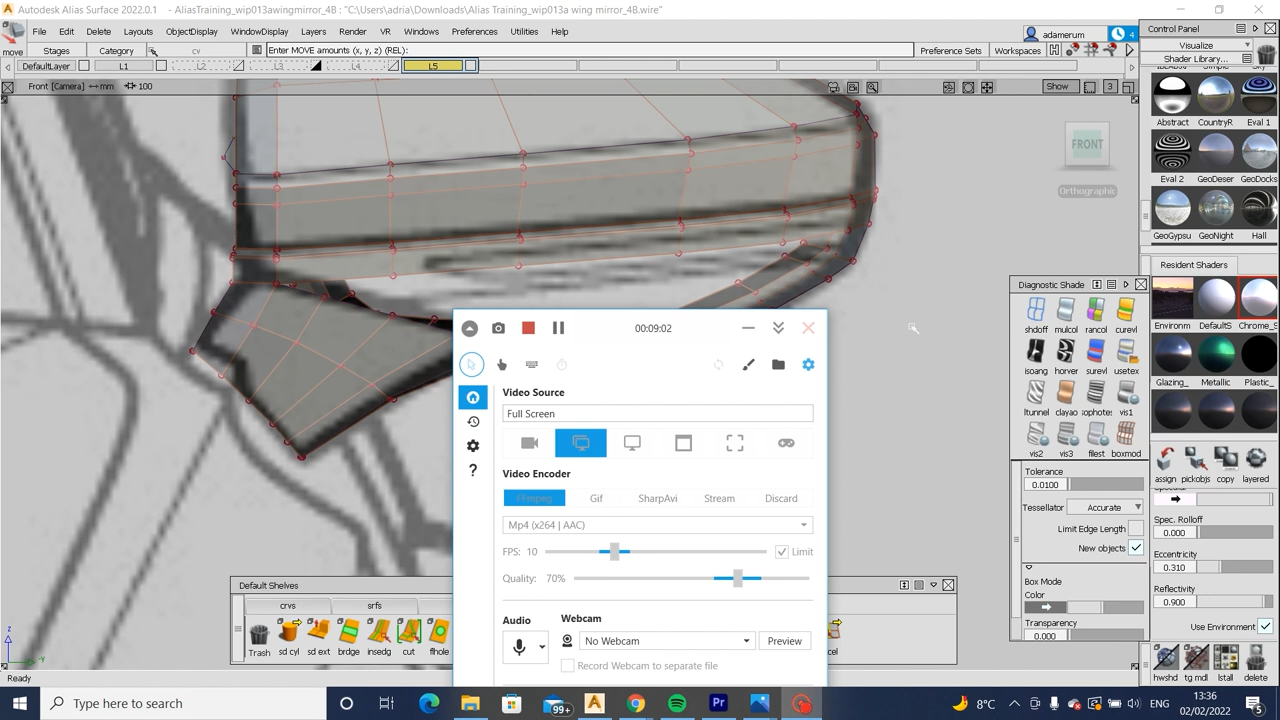 Autodesk Alias Surface 2022.0.1 - AliasTraining_wip013awingmirror_4B : "C:\Users\adria\Downloads\Alias Training_wip013a wing mirror_4B.wire"
File Edit Delete Layouts ObjectDisplay WindowDisplay Layers Render VR Windows Preferences Utilities Help
adamerum 4
Control Panel
move
Stages Category cv Enter MOVE amounts (x, y, z) (REL): Preference Sets Workspaces
Visualize
Shader Library...
DefaultLayer L1 L2 L3 L4 L5
Front [Camera] mm 100 Show 3
Abstract CountryR Eval 1
FRONT
Orthographic
Eval 2 GeoDeser GeoDocks
GeoGypsu GeoNight Hall
Resident Shaders
Environm DefaultS Chrome_S
Glazing_ Metallic Plastic_
Diagnostic Shade
shdoff mulcol rancol curevl
isoang horver surevl usetex
ltunnel clayao vis1
vis2 vis3 filest boxmod
assign pickobjs copy layered
Tolerance
0.0100
Tessellator Accurate
Limit Edge Length
New objects
Box Mode
Color
Transparency
0.000
Spec. Rolloff
0.000
Eccentricity
0.310
Reflectivity
0.900
Use Environment
hwshd tg mdl lstall delete
00:09:02
Video Source
Full Screen
Video Encoder
FFmpeg Gif SharpAvi Stream Discard
Mp4 (x264 | AAC)
FPS: 10 Limit
Quality: 70%
Audio
Webcam
No Webcam Preview
Record Webcam to separate file
Default Shelves
crvs srfs
Trash sd cyl sd ext brdge insedg cut flhole
Z
Ready
Type here to search
99+
8°C
ENG
13:36
02/02/2022
5